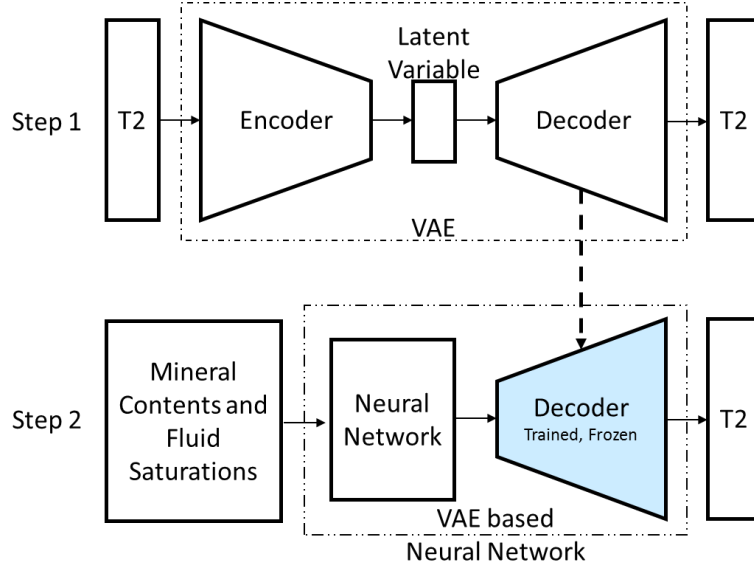 Step 1
T2
Encoder
Latent
Variable
Decoder
T2
VAE
Step 2
Mineral
Contents and
Fluid
Saturations
Neural
Network
Decoder
Trained, Frozen
T2
VAE based
Neural Network